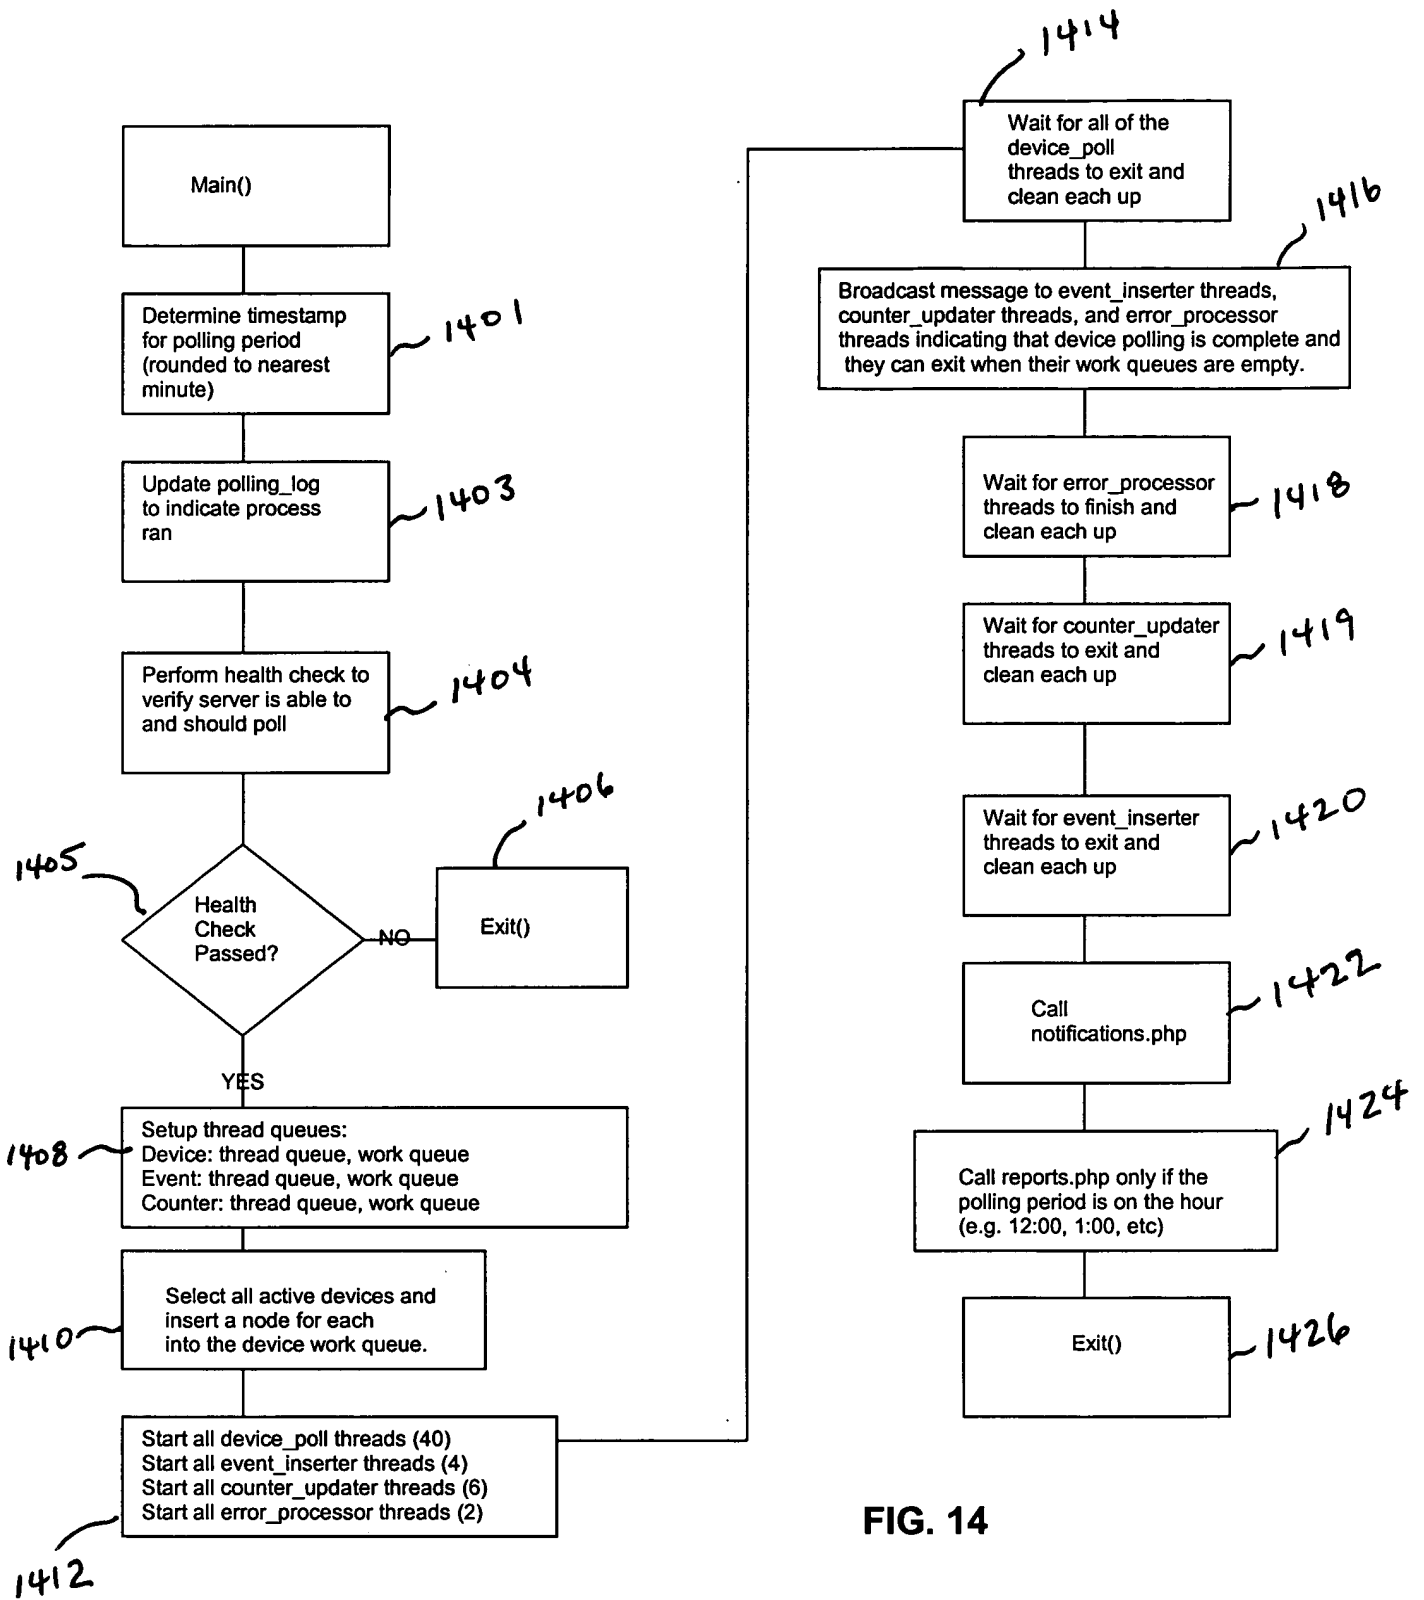 Main()
Determine timestamp
for polling period
(rounded to nearest
minute)
1401
Update polling_log
to indicate process
ran
1403
Perform health check to
verify server is able to
and should poll
1404
1405
Health
Check
Passed?
NO
1406
Exit()
YES
1408
Setup thread queues:
Device: thread queue, work queue
Event: thread queue, work queue
Counter: thread queue, work queue
1410
Select all active devices and
insert a node for each
into the device work queue.
Start all device_poll threads (40)
Start all event_inserter threads (4)
Start all counter_updater threads (6)
Start all error_processor threads (2)
1412
1414
Wait for all of the
device_poll
threads to exit and
clean each up
1416
Broadcast message to event_inserter threads,
counter_updater threads, and error_processor
threads indicating that device polling is complete and
they can exit when their work queues are empty.
Wait for error_processor
threads to finish and
clean each up
1418
Wait for counter_updater
threads to exit and
clean each up
1419
Wait for event_inserter
threads to exit and
clean each up
1420
Call
notifications.php
1422
1424
Call reports.php only if the
polling period is on the hour
(e.g. 12:00, 1:00, etc)
Exit()
1426
FIG. 14